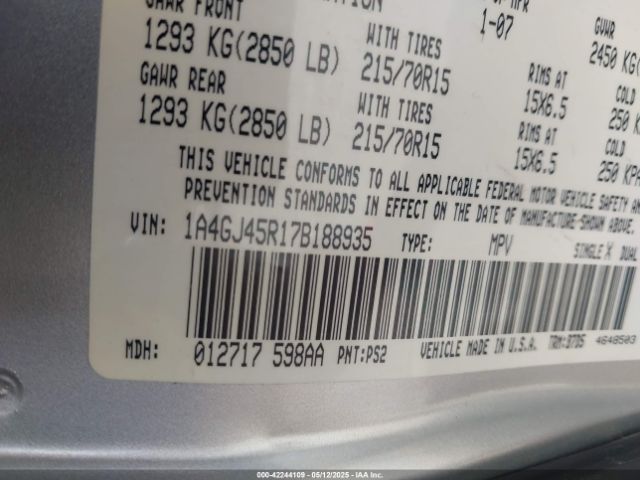 GAWR FRONT
1293 KG(2850 LB) WITH TIRES 215/70R15 RIMS AT 15X6.5 COLD 250 K
GAWR REAR
1293 KG(2850 LB) WITH TIRES 215/70R15 RIMS AT 15X6.5 COLD 250 KPA
1-07
GVWR
2450 KG(
THIS VEHICLE CONFORMS TO ALL APPLICABLE FEDERAL MOTOR VEHICLE SAFETY AN
PREVENTION STANDARDS IN EFFECT ON THE DATE OF MANUFACTURE-SHOWN ABOVE.
VIN: 1A4GJ45R17B188935 TYPE: MPV SINGLE X DUAL
MDH: 012717 598AA PNT:PS2 VEHICLE MADE IN U.S.A. TRM:D7D5 4648503
00-42244109 - 05/12/2025 - COPYRIGHT IAA, INC.